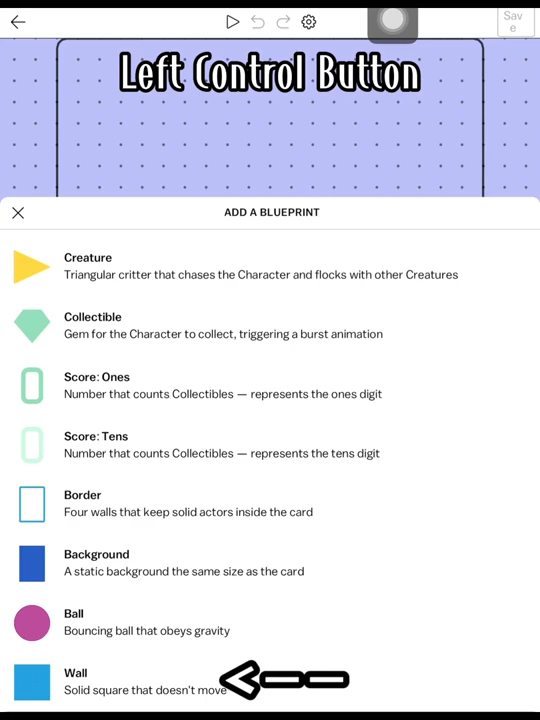 Sav
e
Left Control Button
ADD A BLUEPRINT
Creature
Triangular critter that chases the Character and flocks with other Creatures
Collectible
Gem for the Character to collect, triggering a burst animation
Score: Ones
Number that counts Collectibles — represents the ones digit
Score: Tens
Number that counts Collectibles — represents the tens digit
Border
Four walls that keep solid actors inside the card
Background
A static background the same size as the card
Ball
Bouncing ball that obeys gravity
Wall
Solid square that doesn't move